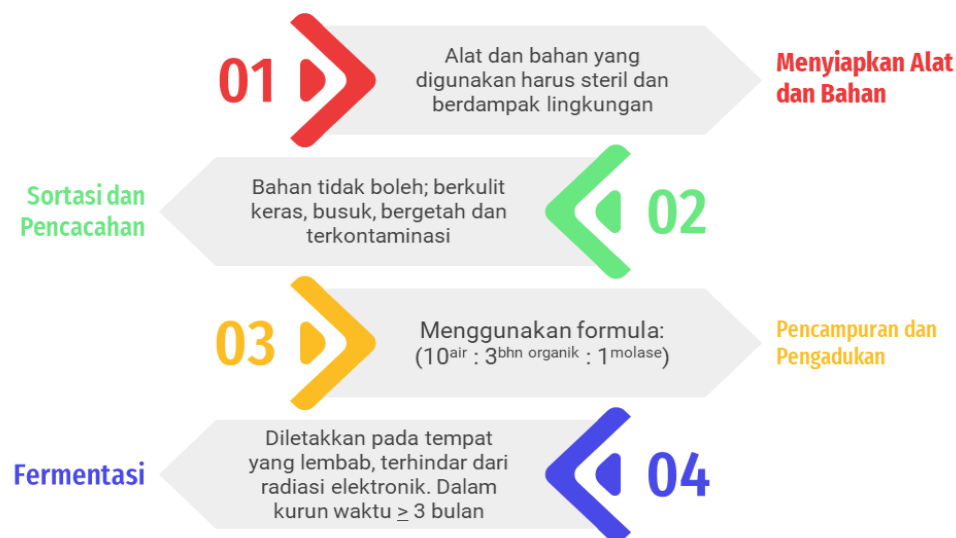 01
Alat dan bahan yang
digunakan harus steril dan
berdampak lingkungan
Menyiapkan Alat
dan Bahan
Sortasi dan
Pencacahan
Bahan tidak boleh; berkulit
keras, busuk, bergetah dan
terkontaminasi
02
03
Menggunakan formula:
(10air : 3bhn organik : 1molase)
Pencampuran dan
Pengadukan
Fermentasi
Diletakkan pada tempat
yang lembab, terhindar dari
radiasi elektronik. Dalam
kurun waktu ≥ 3 bulan
04